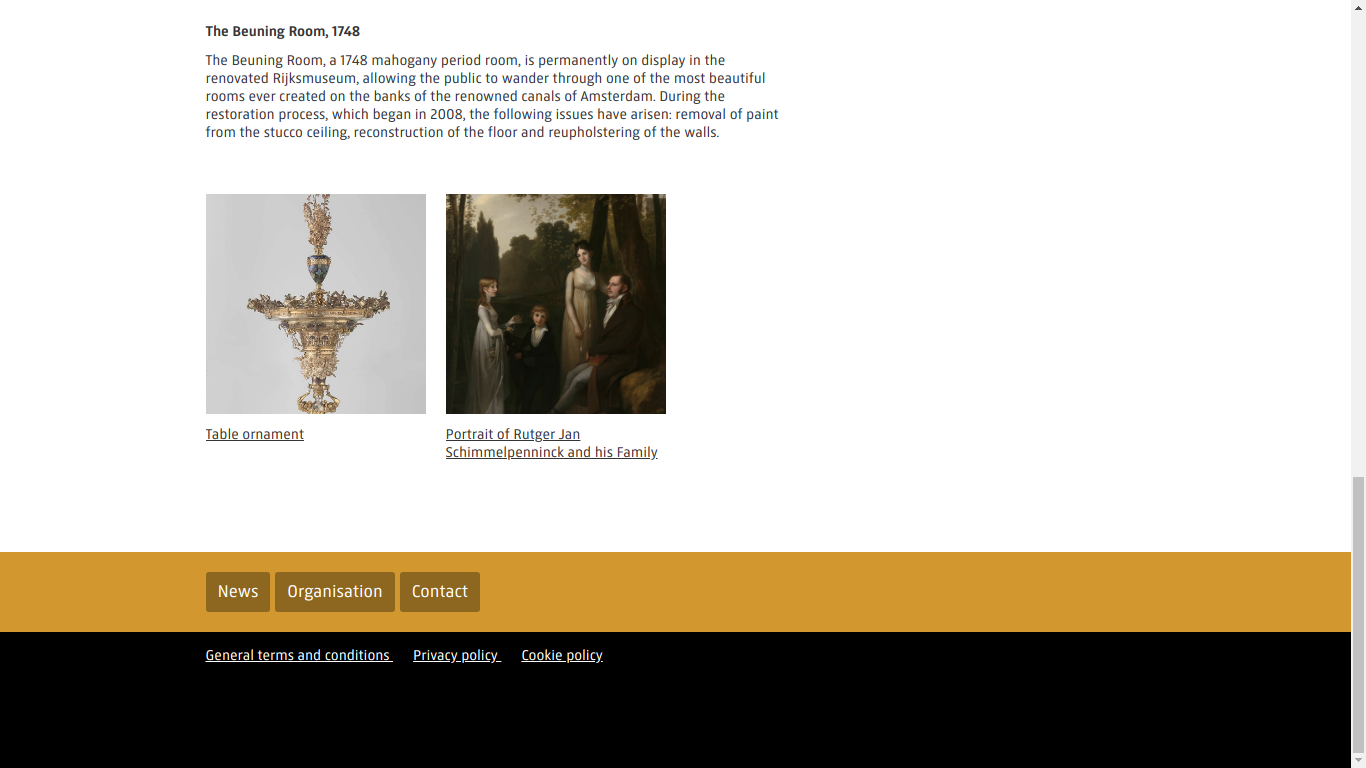 The Beuning Room, 1748
The Beuning Room, a 1748 mahogany period room, is permanently on display in the
renovated Rijksmuseum, allowing the public to wander through one of the most beautiful
rooms ever created on the banks of the renowned canals of Amsterdam. During the
restoration process, which began in 2008, the following issues have arisen: removal of paint
from the stucco ceiling, reconstruction of the floor and reupholstering of the walls.
Table ornament
Portrait of Rutger Jan
Schimmelpenninck and his Family
News
Organisation
Contact
General terms and conditions
Privacy policy
Cookie policy